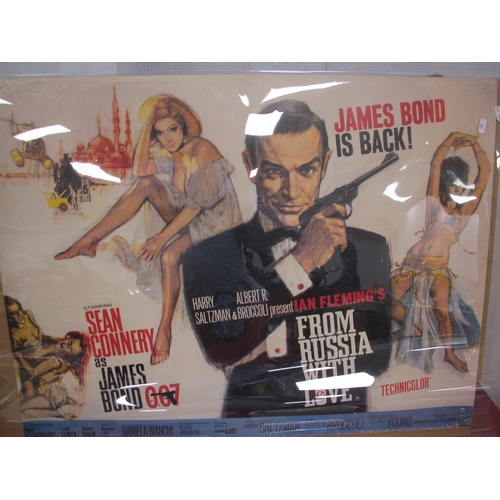 JAMES BOND
IS BACK!
HARRY SALTZMAN & ALBERT R. BROCCOLI present
IAN FLEMING'S
FROM
RUSSIA
WITH
LOVE
TECHNICOLOR
STARRING
SEAN
CONNERY
as
JAMES
BOND 007
DANIELA BIANCHI
SALTZMAN
BROCCOLI
YOUNG